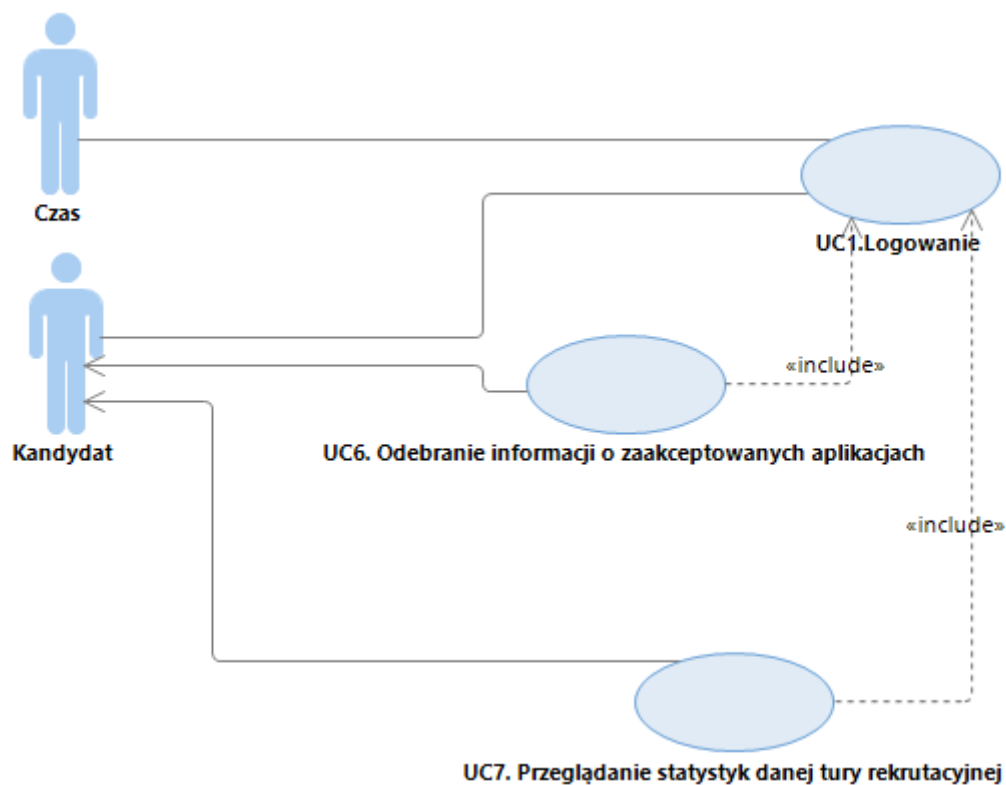 Czas
UC1.Logowanie
Kandydat
«include»
UC6. Odebranie informacji o zaakceptowanych aplikacjach
«include»
UC7. Przeglądanie statystyk danej tury rekrutacyjnej